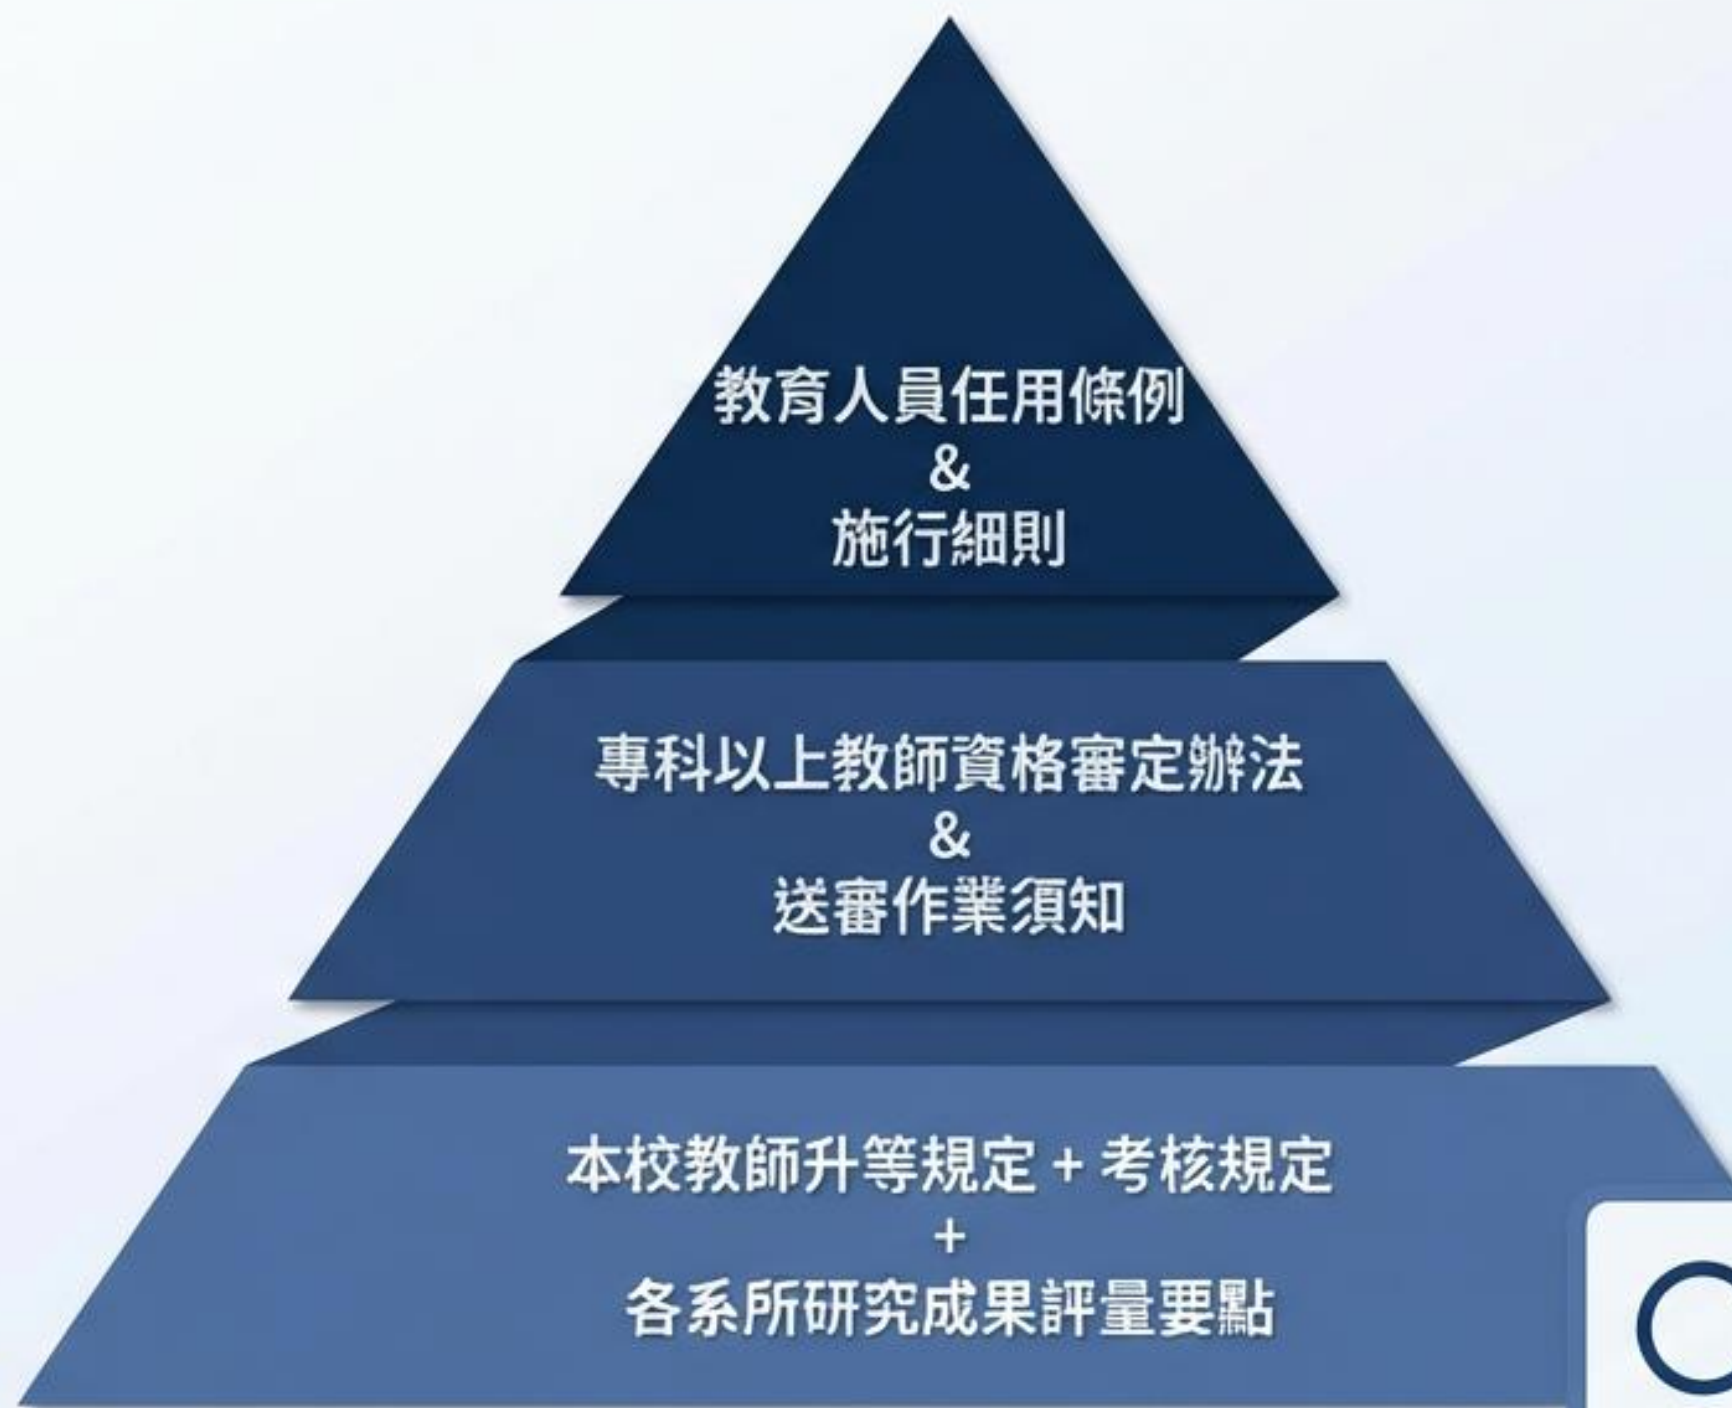 教育人員任用條例
&
施行細則
專科以上教師資格審定辦法
&
送審作業須知
本校教師升等規定 + 考核規定
+
各系所研究成果評量要點